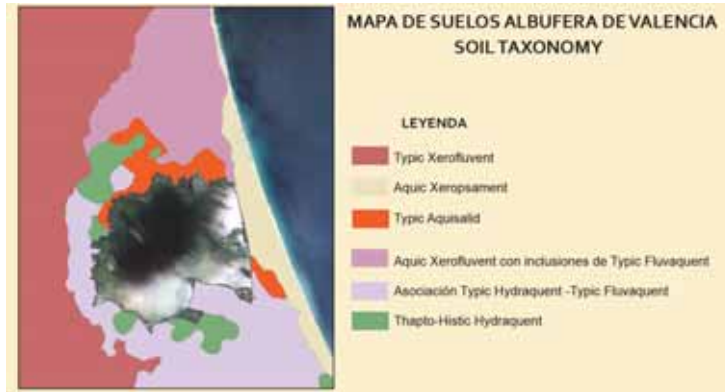 MAPA DE SUELOS ALBUFERA DE VALENCIA
SOIL TAXONOMY
LEYENDA
Typic Xerofluvent
Aquic Xeropsament
Typic Aquisalid
Aquic Xerofluvent con inclusiones de Typic Fluvaquent
Asociación Typic Hydraquent -Typic Fluvaquent
Thapto-Histic Hydraquent